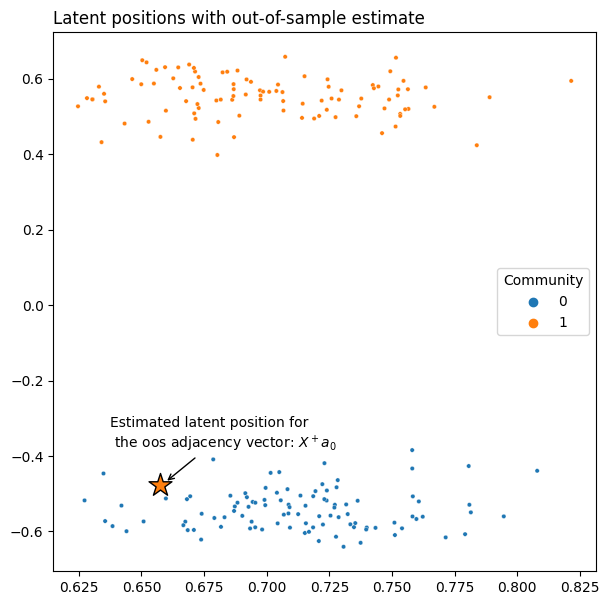 Latent positions with out-of-sample estimate
0.6
0.4
0.2
0.0
−0.2
−0.4
−0.6
Community
0
1
Estimated latent position for
the oos adjacency vector: $X^+a_0$
0.625 0.650 0.675 0.700 0.725 0.750 0.775 0.800 0.825